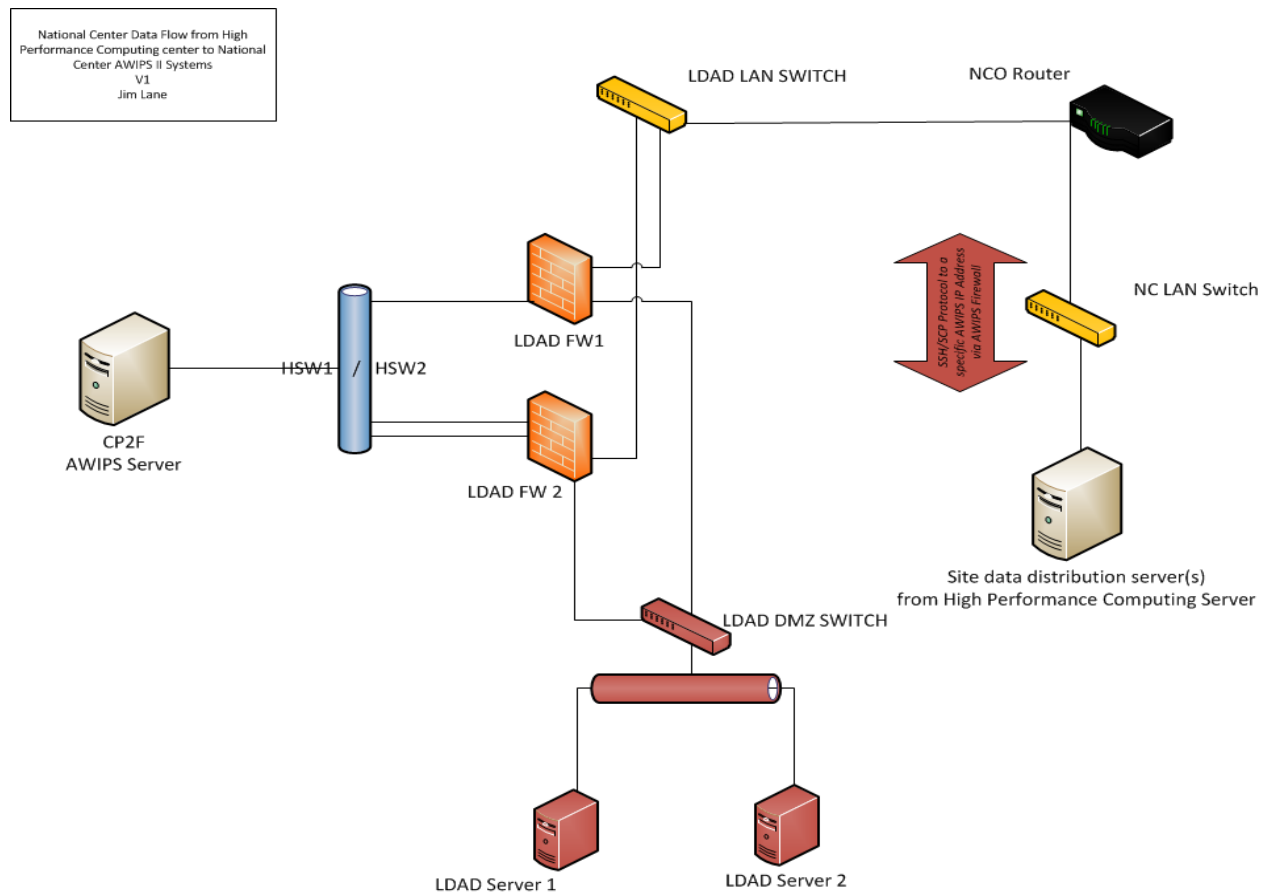 National Center Data Flow from High
Performance Computing center to National
Center AWIPS II Systems
V1
Jim Lane
LDAD LAN SWITCH
NCO Router
SSH/SCP Protocol to a
specific AWIPS IP Address
via AWIPS Firewall
NC LAN Switch
LDAD FW1
HSW1 / HSW2
CP2F
AWIPS Server
LDAD FW 2
Site data distribution server(s)
from High Performance Computing Server
LDAD DMZ SWITCH
LDAD Server 1
LDAD Server 2